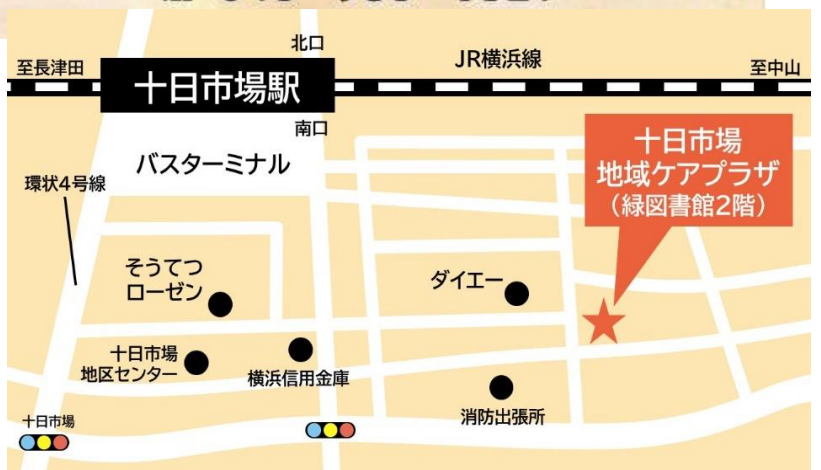 北口
至長津田
十日市場駅
JR横浜線
至中山
南口
バスターミナル
環状4号線
十日市場
地域ケアプラザ
(緑図書館2階)
そうてつ
ローゼン
ダイエー
十日市場
地区センター
横浜信用金庫
消防出張所
十日市場